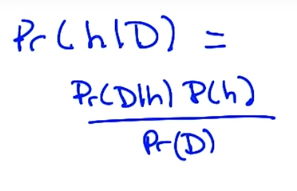 Pr(h|D) =
Pr(D|h) P(h)
Pr(D)